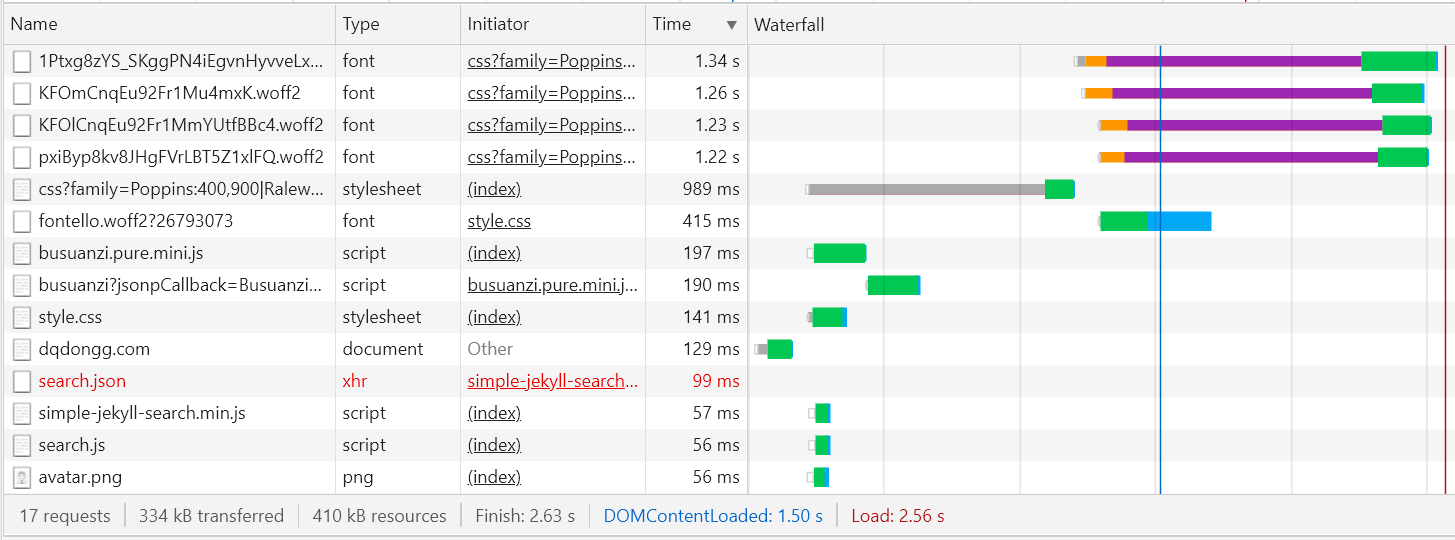 Name Type Initiator Time ▼ Waterfall
1Ptxg8zYS_SKggPN4iEgvnHyvveLx... font css?family=Poppins... 1.34 s
KFOmCnqEu92Fr1Mu4mxK.woff2 font css?family=Poppins... 1.26 s
KFOlCnqEu92Fr1MmYUtfBBc4.woff2 font css?family=Poppins... 1.23 s
pxiByp8kv8JHgFVrLBT5Z1xlFQ.woff2 font css?family=Poppins... 1.22 s
css?family=Poppins:400,900|Ralew... stylesheet (index) 989 ms
fontello.woff2?26793073 font style.css 415 ms
busuanzi.pure.mini.js script (index) 197 ms
busuanzi?jsonpCallback=Busuanzi... script busuanzi.pure.mini.j... 190 ms
style.css stylesheet (index) 141 ms
dqdongg.com document Other 129 ms
search.json xhr simple-jekyll-search... 99 ms
simple-jekyll-search.min.js script (index) 57 ms
search.js script (index) 56 ms
avatar.png png (index) 56 ms
17 requests 334 kB transferred 410 kB resources Finish: 2.63 s DOMContentLoaded: 1.50 s Load: 2.56 s